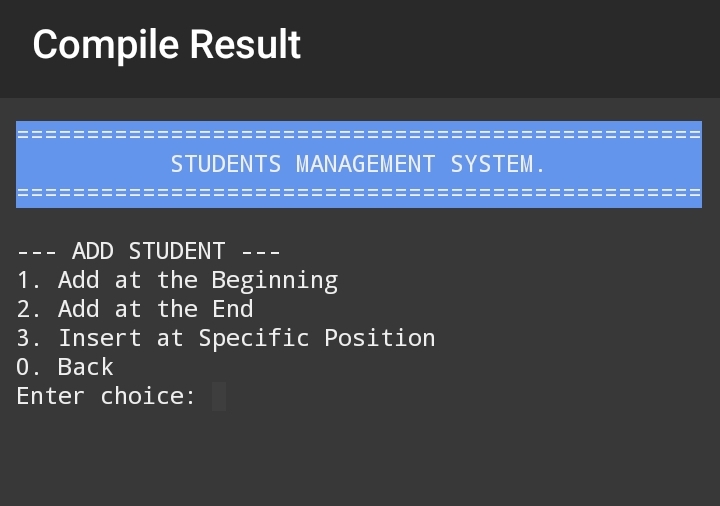 Compile Result
=================================================
STUDENTS MANAGEMENT SYSTEM.
=================================================
--- ADD STUDENT ---
1. Add at the Beginning
2. Add at the End
3. Insert at Specific Position
0. Back
Enter choice: